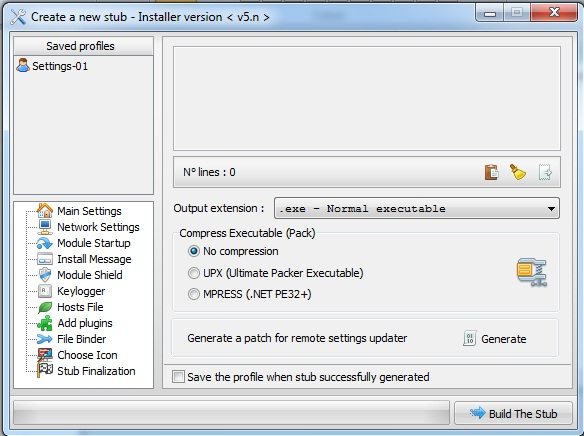 Create a new stub - Installer version < v5.n >
Saved profiles
Settings-01
Main Settings
Network Settings
Module Startup
Install Message
Module Shield
Keylogger
Hosts File
Add plugins
File Binder
Choose Icon
Stub Finalization
N° lines : 0
Output extension :
.exe - Normal executable
Compress Executable (Pack)
No compression
UPX (Ultimate Packer Executable)
MPRESS (.NET PE32+)
Generate a patch for remote settings updater
Generate
Save the profile when stub successfully generated
Build The Stub